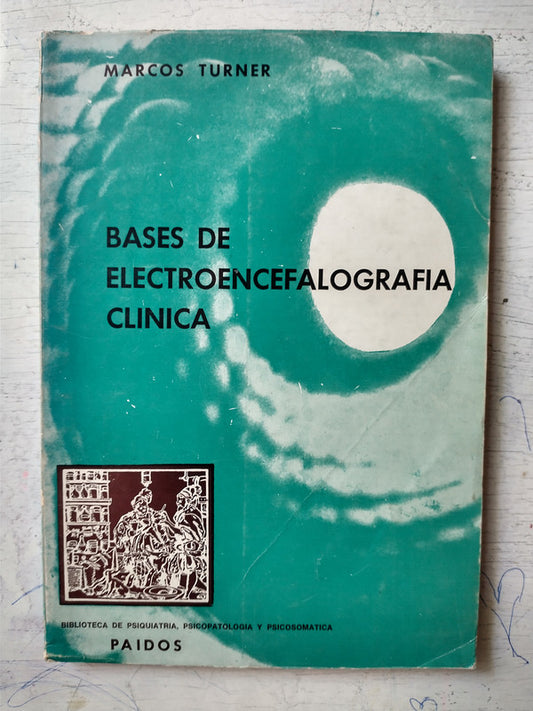 MARCOS TURNER
BASES DE
ELECTROENCEFALOGRAFIA
CLINICA
BIBLIOTECA DE PSIQUIATRIA, PSICOPATOLOGIA Y PSICOSOMATICA
PAIDOS